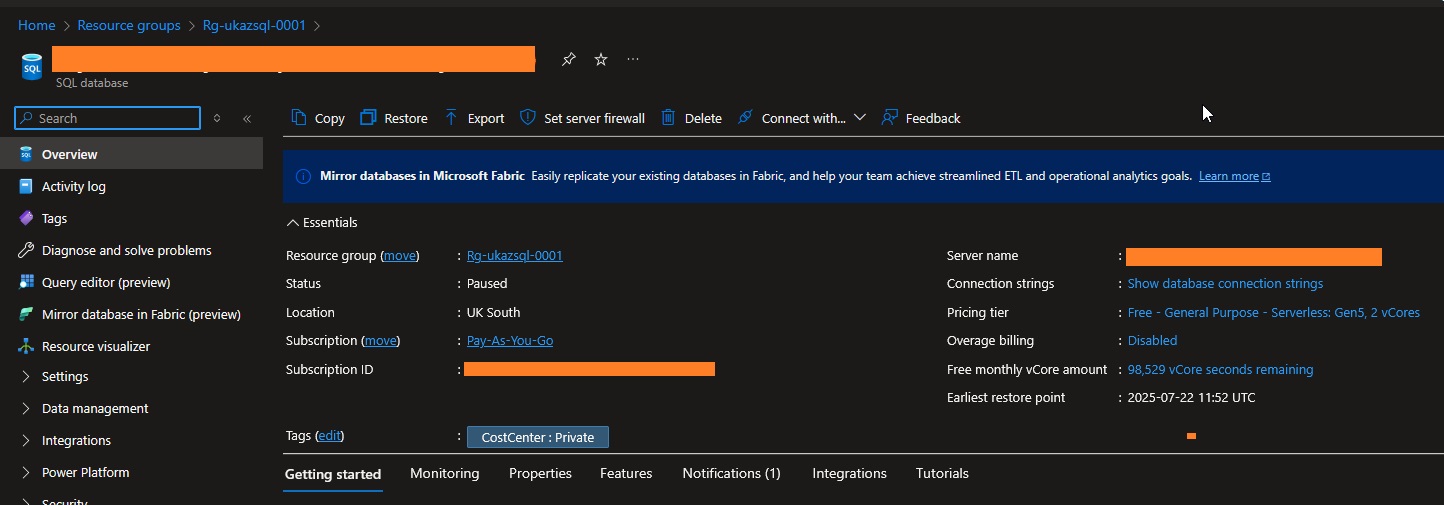 Home > Resource groups > Rg-ukazsql-0001 >
SQL
SQL database
Search
Overview
Activity log
Tags
Diagnose and solve problems
Query editor (preview)
Mirror database in Fabric (preview)
Resource visualizer
Settings
Data management
Integrations
Power Platform
Security
Copy Restore Export Set server firewall Delete Connect with... Feedback
Mirror databases in Microsoft Fabric Easily replicate your existing databases in Fabric, and help your team achieve streamlined ETL and operational analytics goals. Learn more
Essentials
Resource group (move) : Rg-ukazsql-0001
Status : Paused
Location : UK South
Subscription (move) : Pay-As-You-Go
Subscription ID :
Tags (edit) : CostCenter : Private
Server name :
Connection strings : Show database connection strings
Pricing tier : Free - General Purpose - Serverless: Gen5, 2 vCores
Overage billing : Disabled
Free monthly vCore amount : 98,529 vCore seconds remaining
Earliest restore point : 2025-07-22 11:52 UTC
Getting started Monitoring Properties Features Notifications (1) Integrations Tutorials